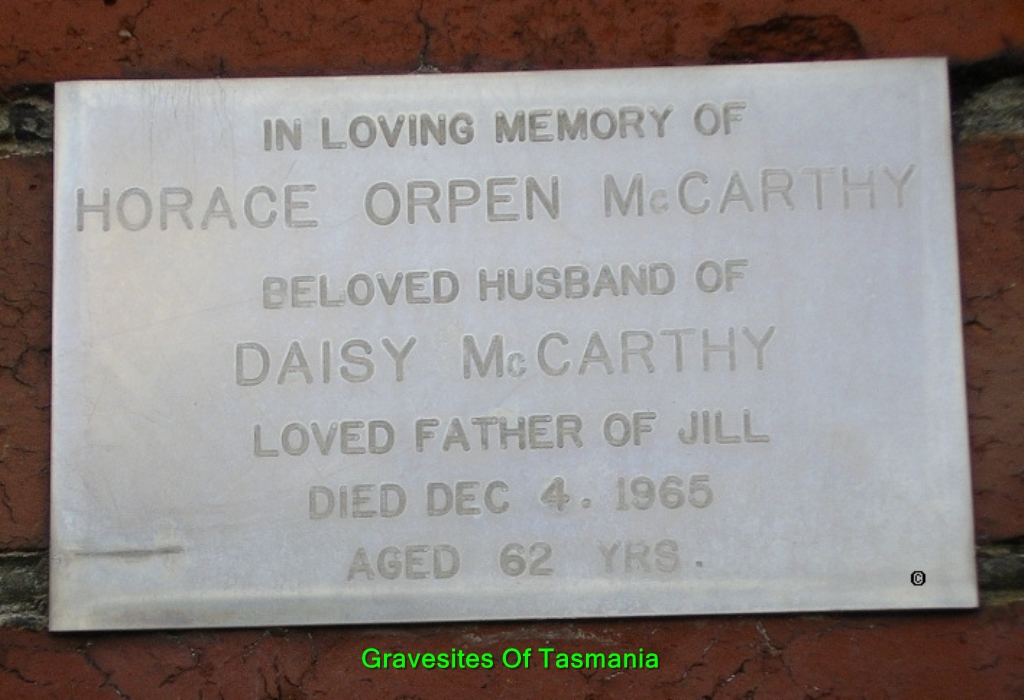 IN LOVING MEMORY OF
HORACE ORPEN McCARTHY
BELOVED HUSBAND OF
DAISY McCARTHY
LOVED FATHER OF JILL
DIED DEC 4. 1965
AGED 62 YRS.
©
Gravesites Of Tasmania